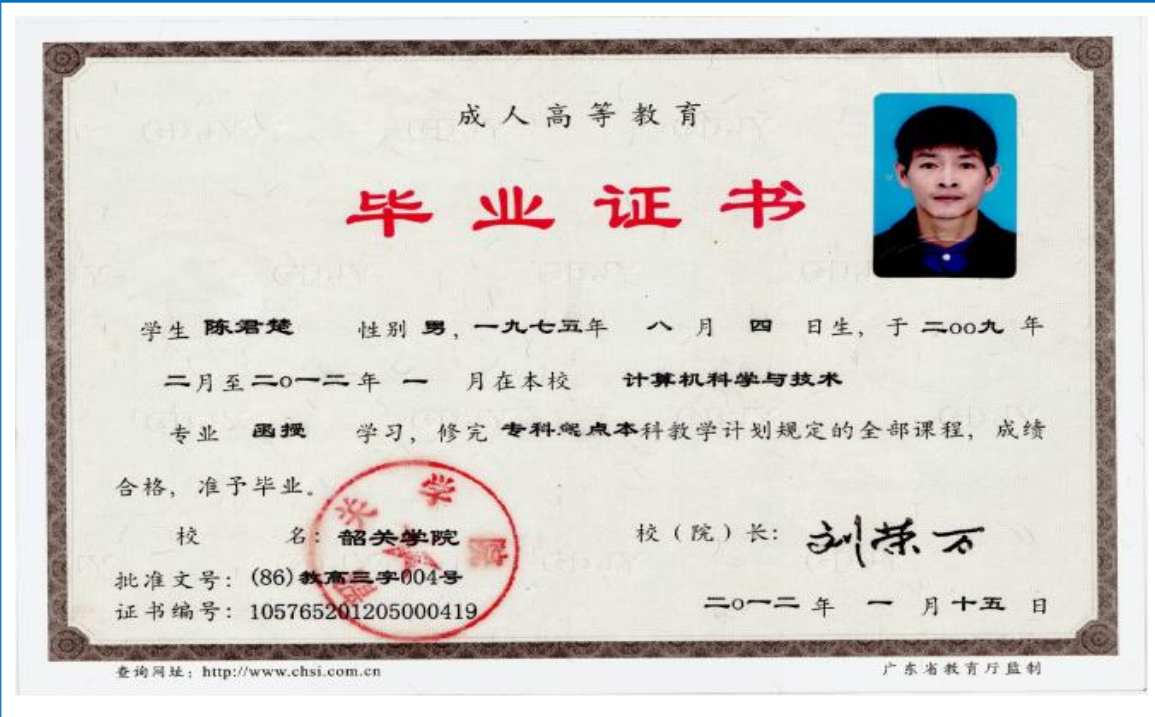 成人高等教育
毕业证书
学生 陈君楚 性别 男，一九七五年 八 月 四 日生，于 二oo九 年
二月至二o一二年 一 月在本校 计算机科学与技术
专业 函授 学习，修完 专科起点本科教学计划规定的全部课程，成绩
合格，准予毕业。
校 名：韶关学院 校（院）长：刘荣万
批准文号：(86)教高三字004号
证书编号：105765201205000419 二o一二 年 一 月十五 日
查询网址：http://www.chsi.com.cn 广东省教育厅监制